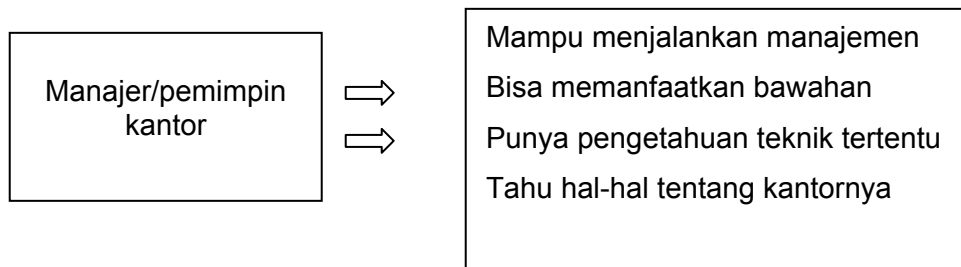 Manajer/pemimpin
kantor
Mampu menjalankan manajemen
Bisa memanfaatkan bawahan
Punya pengetahuan teknik tertentu
Tahu hal-hal tentang kantornya